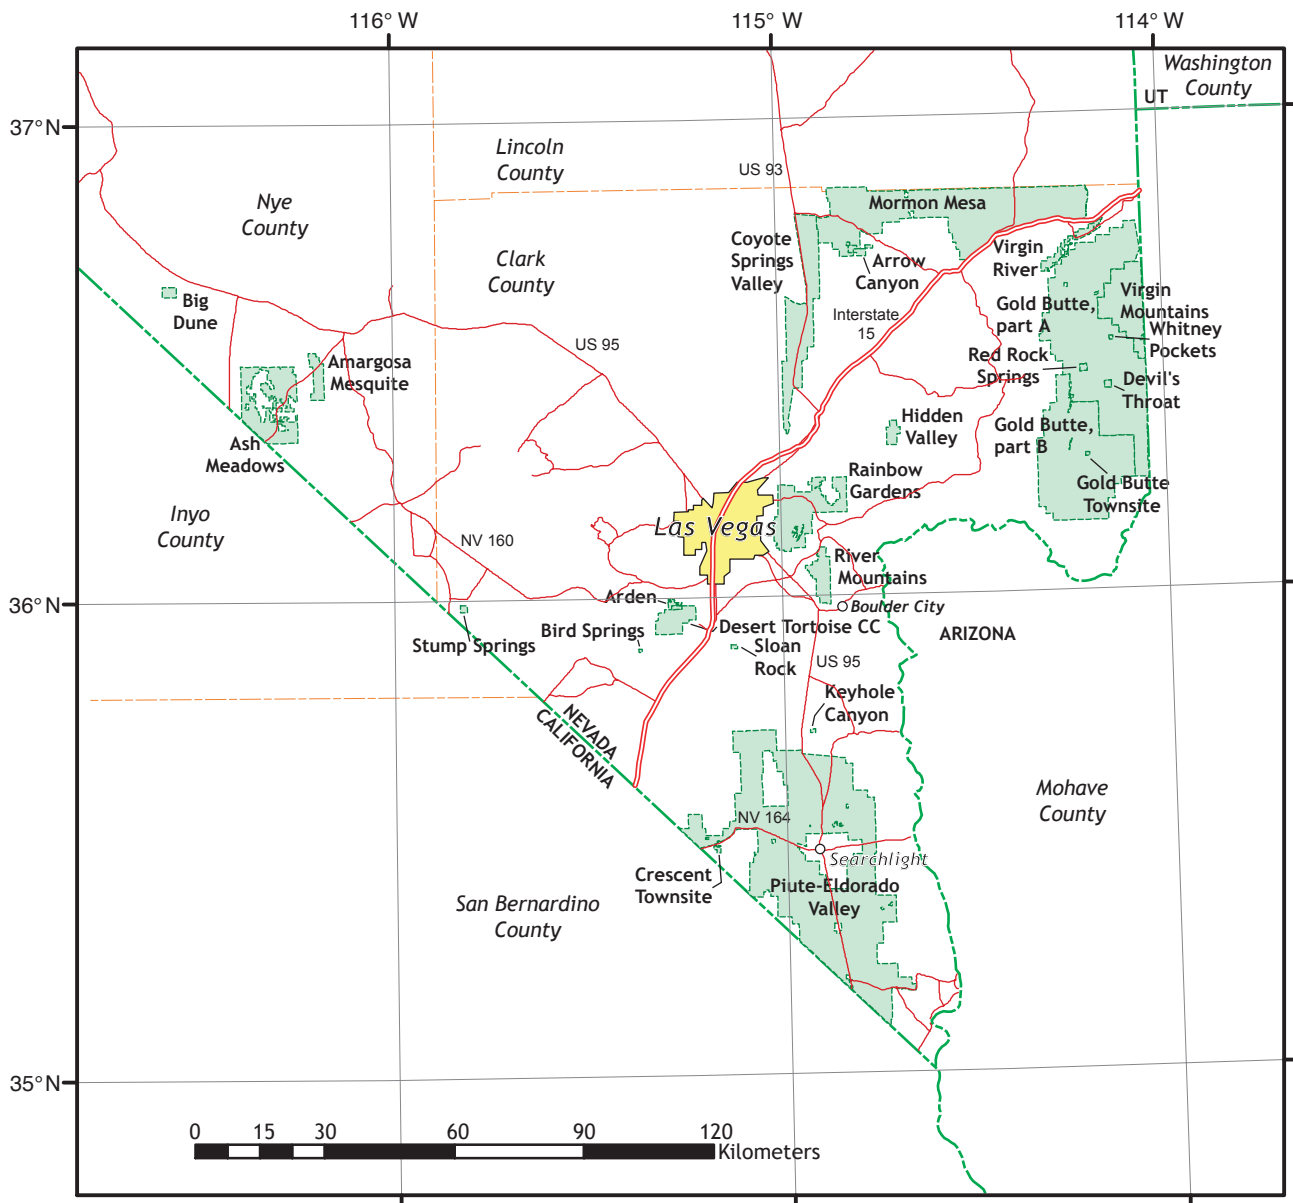 116° W
115° W
114° W
Washington
County
UT
37° N
Lincoln
County
US 93
Nye
County
Mormon Mesa
Clark
County
Coyote
Springs
Valley
Arrow
Canyon
Virgin
River
Big
Dune
Interstate
15
Gold Butte,
part A
Virgin
Mountains
Whitney
Pockets
US 95
Amargosa
Mesquite
Red Rock
Springs
Devil's
Throat
Hidden
Valley
Gold Butte,
part B
Ash
Meadows
Rainbow
Gardens
Gold Butte
Townsite
Inyo
County
Las Vegas
NV 160
River
Mountains
36° N
Arden
Boulder City
Bird Springs
Desert Tortoise CC
ARIZONA
Stump Springs
Sloan
Rock
US 95
Keyhole
Canyon
NEVADA
CALIFORNIA
Mohave
County
NV 164
Searchlight
Crescent
Townsite
Piute-Eldorado
Valley
San Bernardino
County
35° N
0 15 30 60 90 120
Kilometers